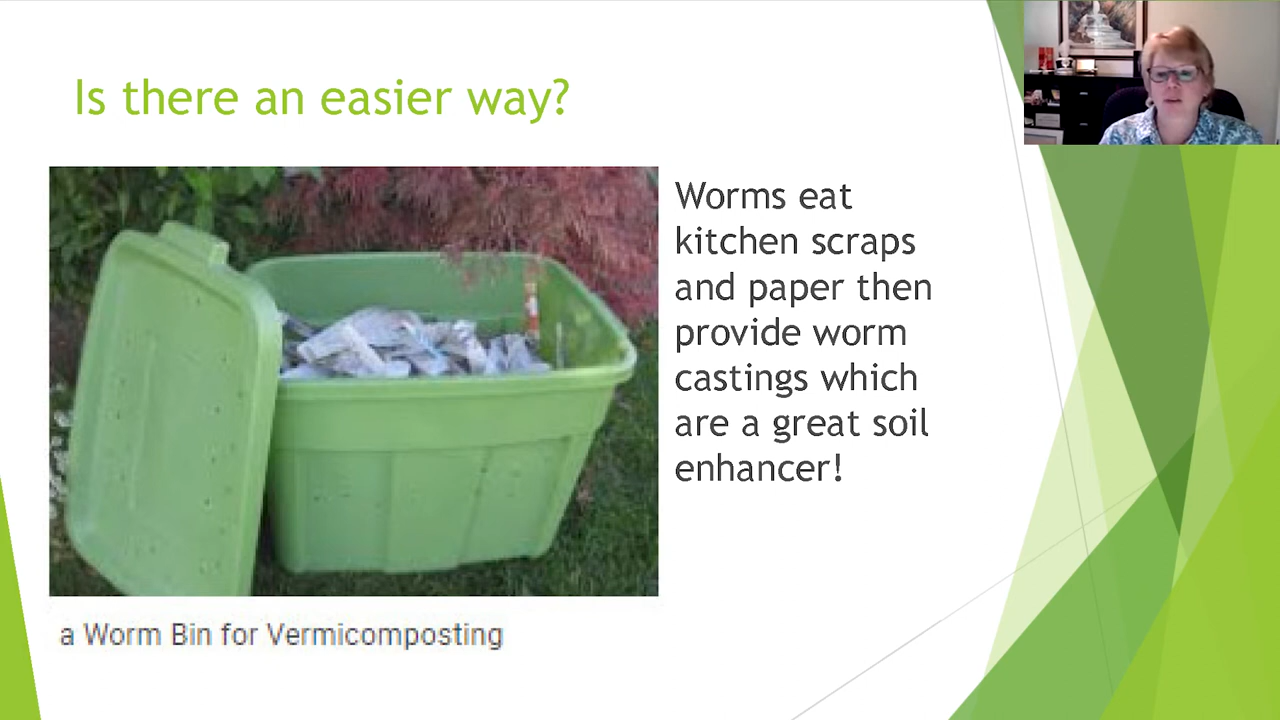 Is there an easier way?
Worms eat
kitchen scraps
and paper then
provide worm
castings which
are a great soil
enhancer!
a Worm Bin for Vermicomposting